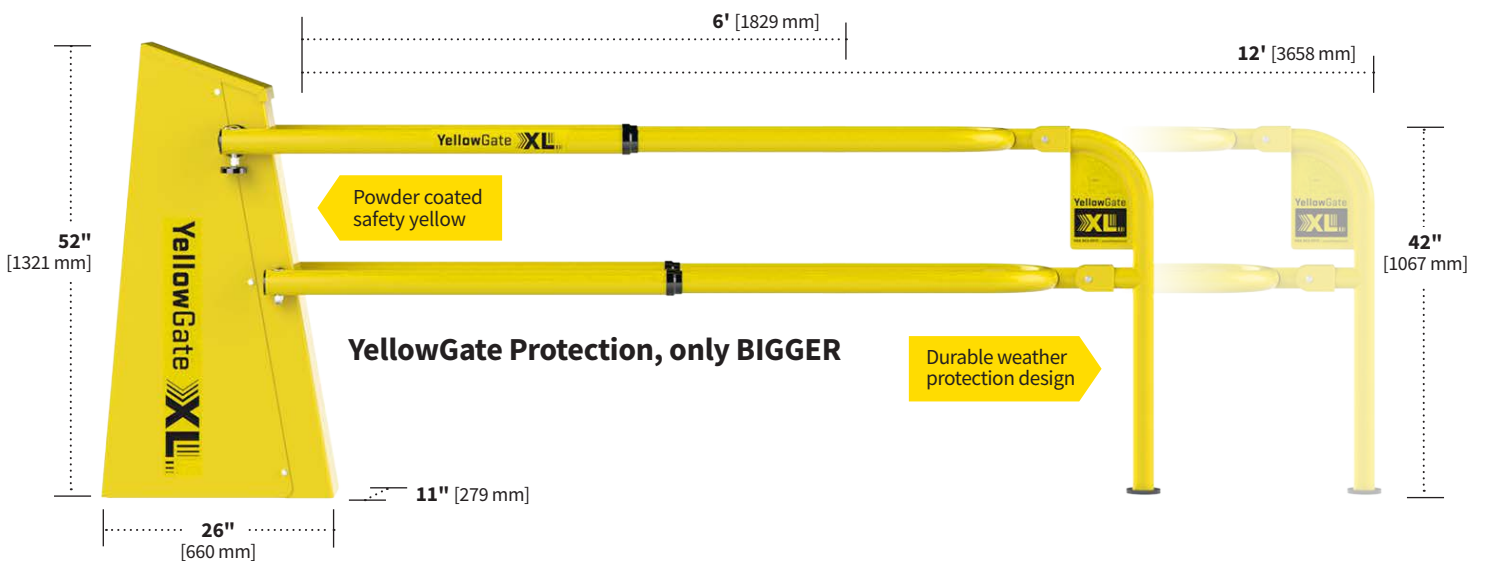 6' [1829 mm]
12' [3658 mm]
YellowGate XL
Powder coated
safety yellow
52"
[1321 mm]
YellowGate XL
YellowGate
XL
YellowGate
XL
42"
[1067 mm]
YellowGate Protection, only BIGGER
Durable weather
protection design
11" [279 mm]
26"
[660 mm]